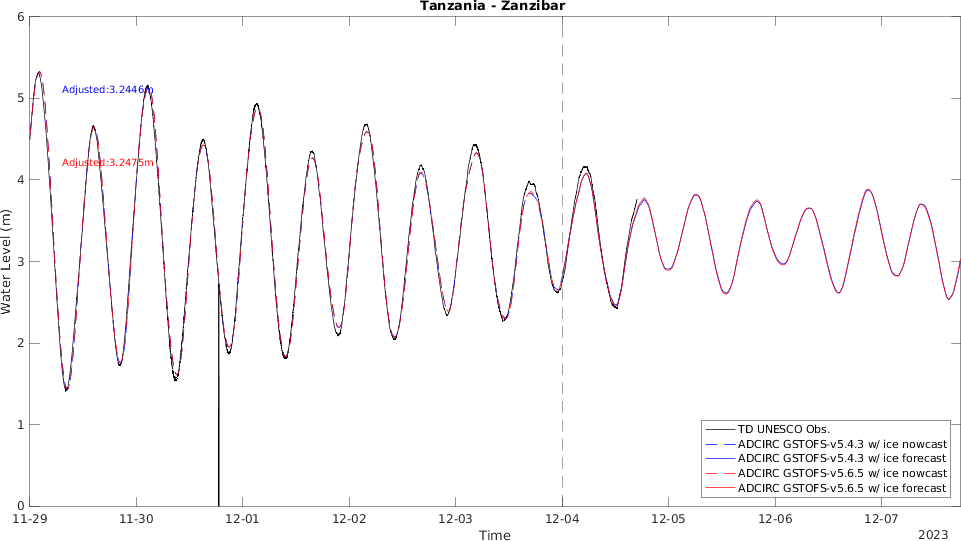 Tanzania - Zanzibar
6
5
4
3
2
1
0
Water Level (m)
Adjusted:3.2446m
Adjusted:3.2475m
TD UNESCO Obs.
ADCIRC GSTOFS-v5.4.3 w/ ice nowcast
ADCIRC GSTOFS-v5.4.3 w/ ice forecast
ADCIRC GSTOFS-v5.6.5 w/ ice nowcast
ADCIRC GSTOFS-v5.6.5 w/ ice forecast
11-29 11-30 12-01 12-02 12-03 12-04 12-05 12-06 12-07
Time
2023